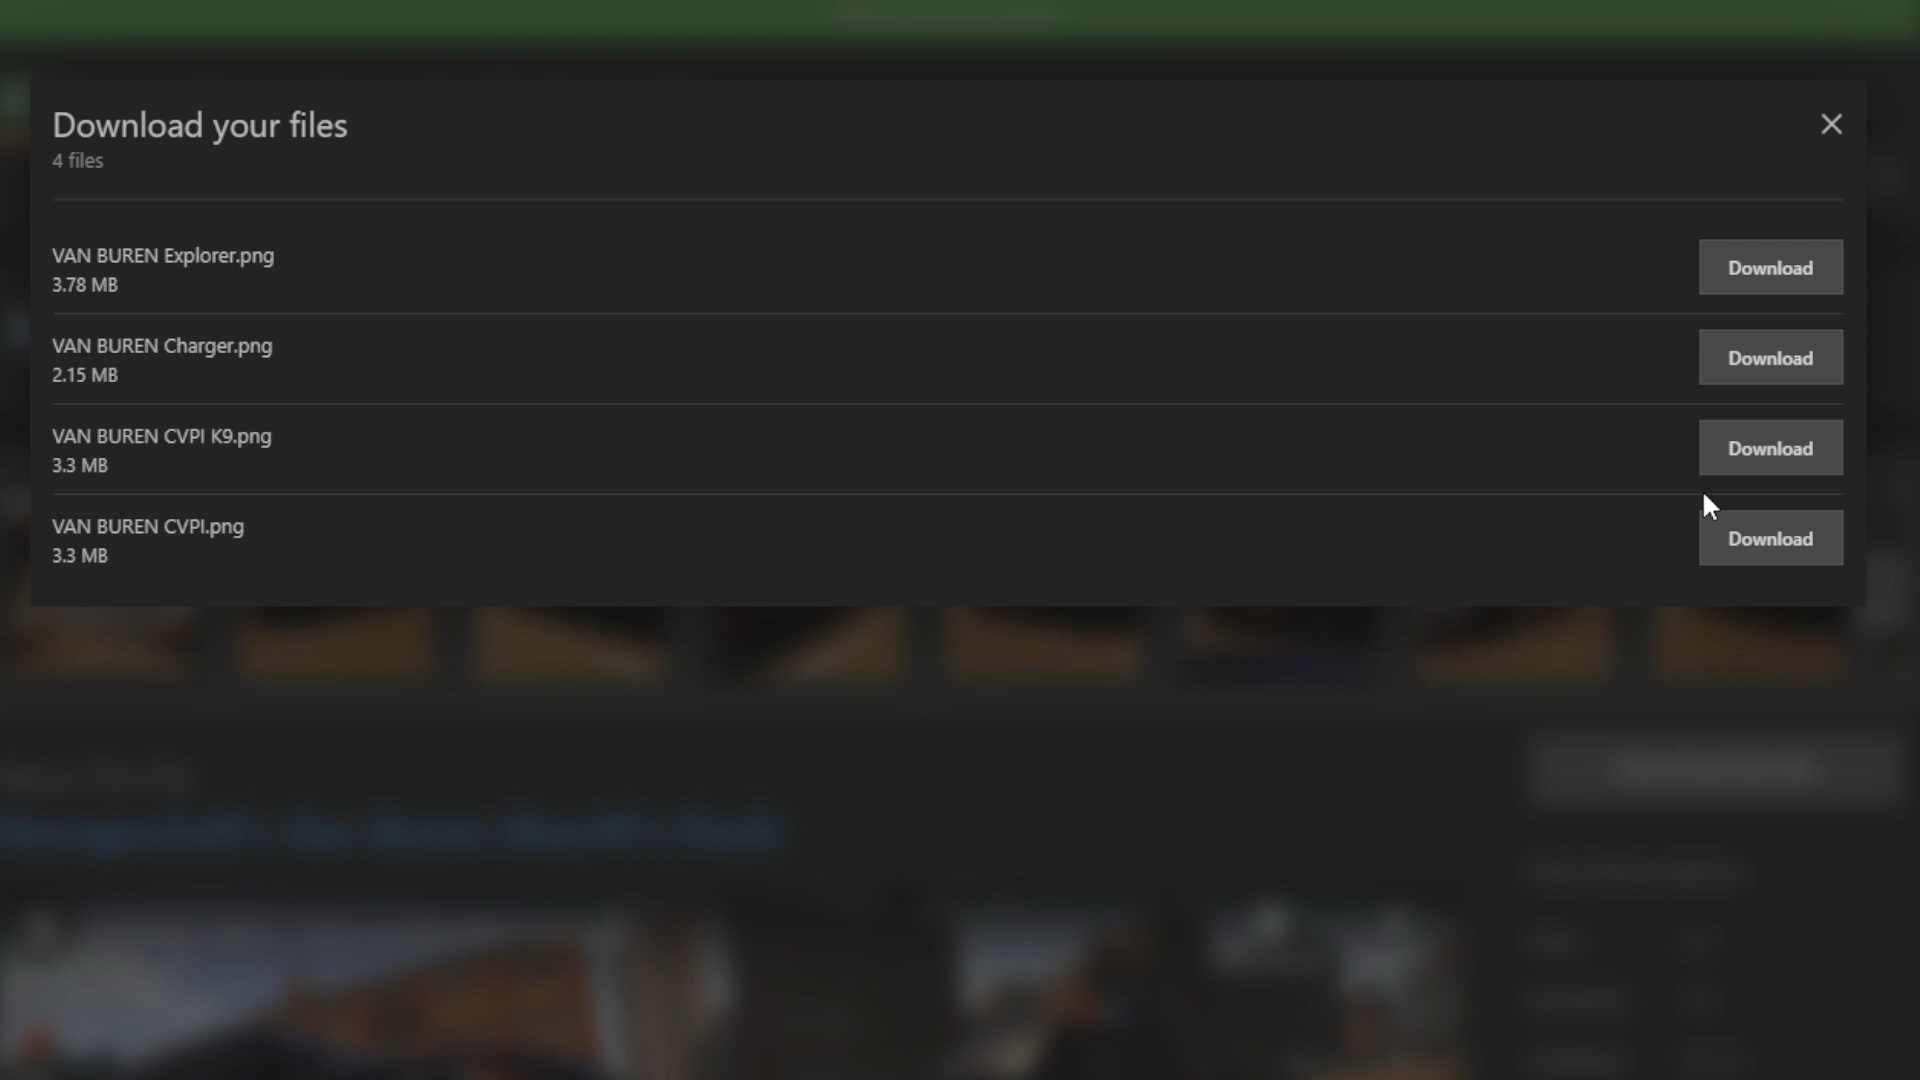 Download your files
4 files
VAN BUREN Explorer.png
3.78 MB
Download
VAN BUREN Charger.png
2.15 MB
Download
VAN BUREN CVPI K9.png
3.3 MB
Download
VAN BUREN CVPI.png
3.3 MB
Download